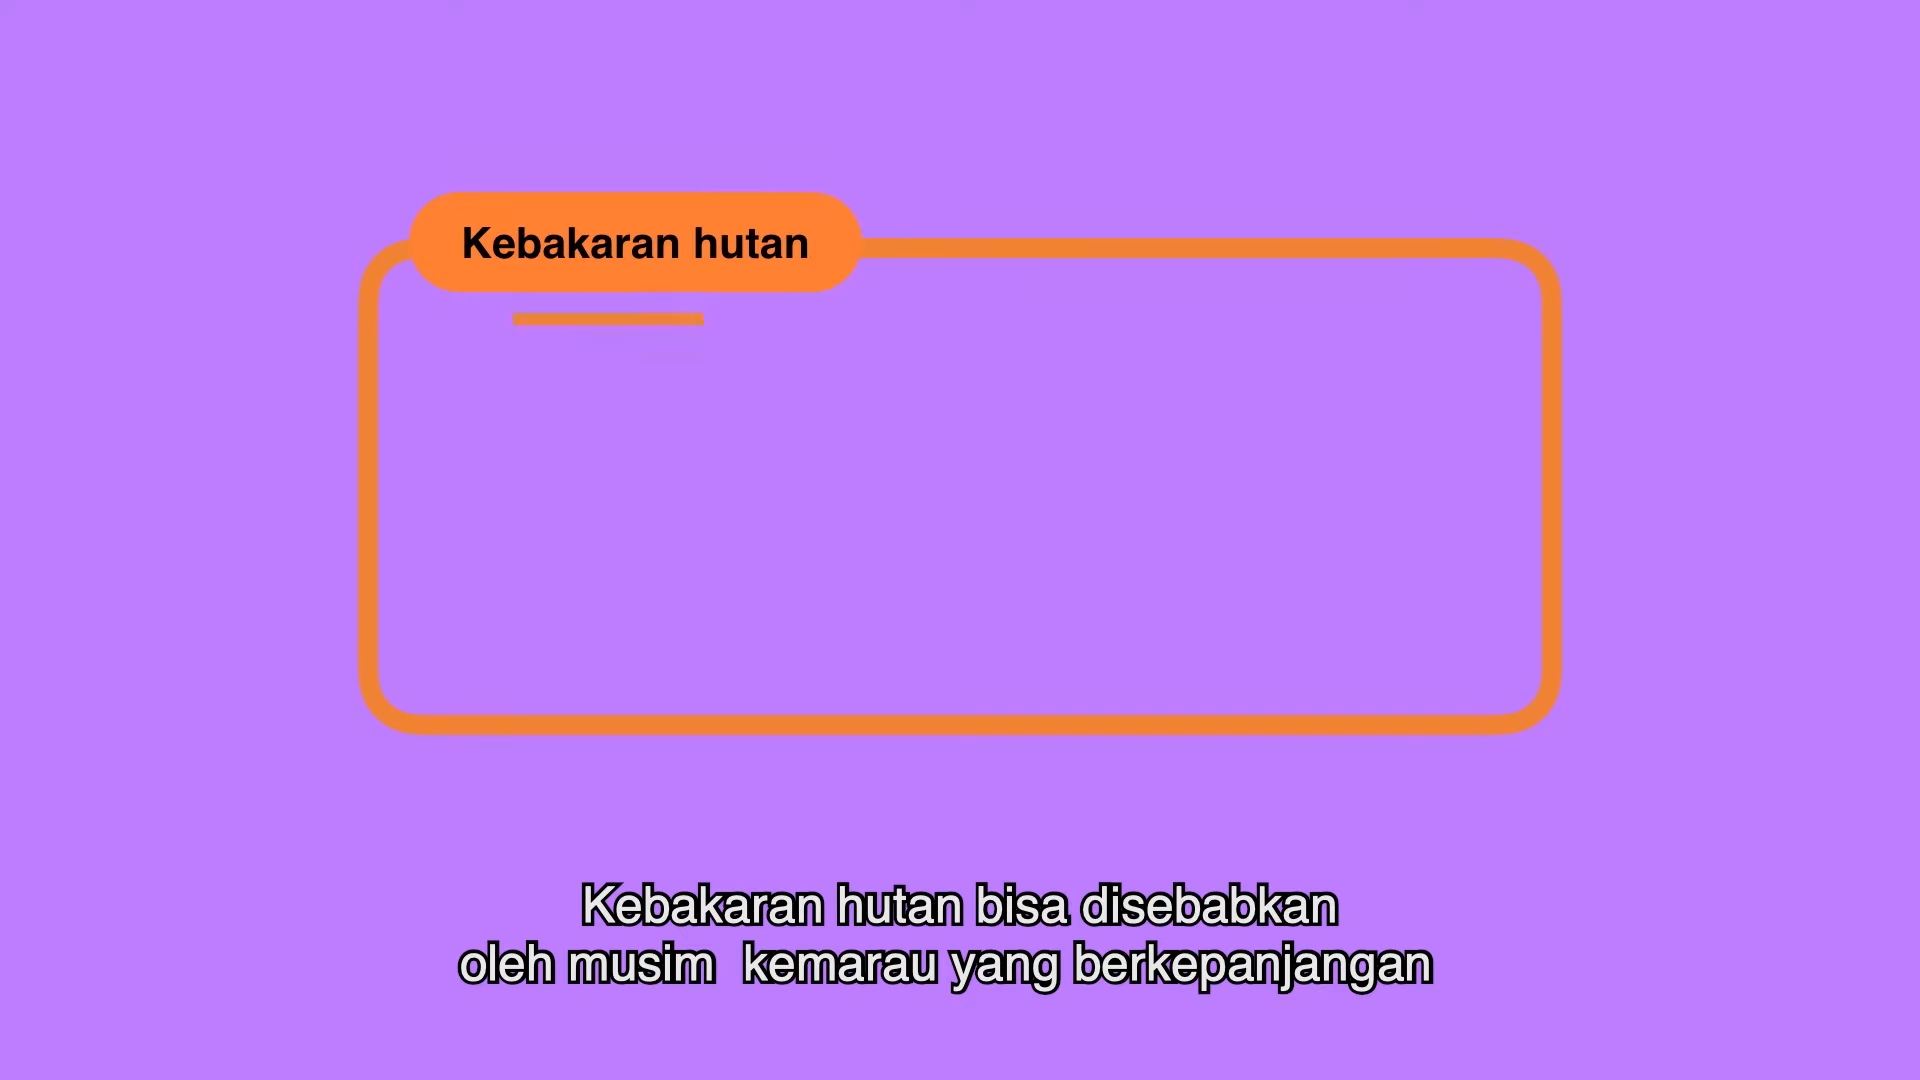 Kebakaran hutan
Kebakaran hutan bisa disebabkan
oleh musim  kemarau yang berkepanjangan